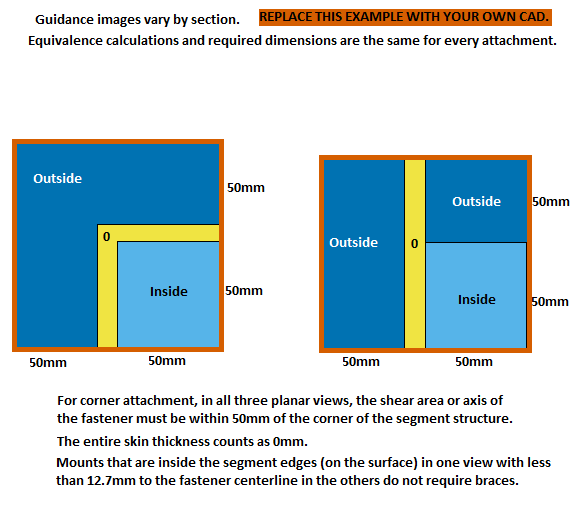 Guidance images vary by section. REPLACE THIS EXAMPLE WITH YOUR OWN CAD.
Equivalence calculations and required dimensions are the same for every attachment.
Outside
50mm
0
Inside
50mm
50mm
50mm
Outside
50mm
Outside
0
Inside
50mm
50mm
50mm
For corner attachment, in all three planar views, the shear area or axis of
the fastener must be within 50mm of the corner of the segment structure.
The entire skin thickness counts as 0mm.
Mounts that are inside the segment edges (on the surface) in one view with less
than 12.7mm to the fastener centerline in the others do not require braces.